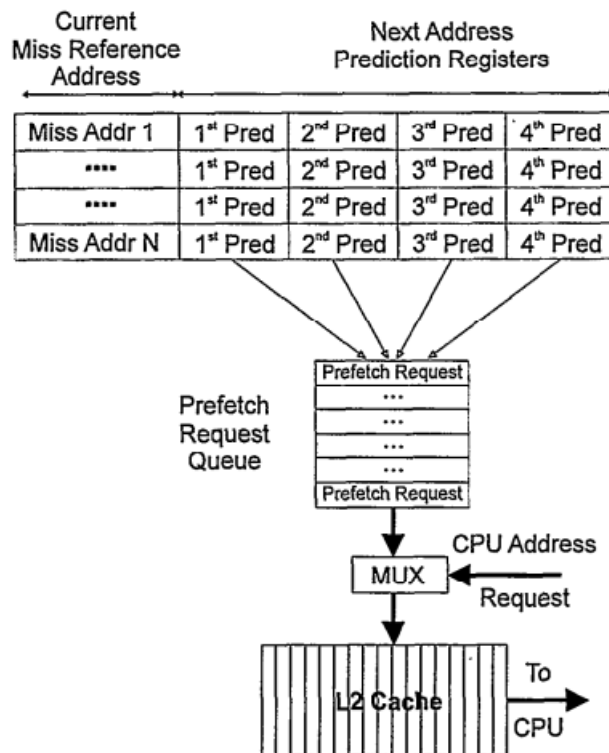 Current
Miss Reference
Address
Next Address
Prediction Registers
Miss Addr 1 1st Pred 2nd Pred 3rd Pred 4th Pred
.... 1st Pred 2nd Pred 3rd Pred 4th Pred
.... 1st Pred 2nd Pred 3rd Pred 4th Pred
Miss Addr N 1st Pred 2nd Pred 3rd Pred 4th Pred
Prefetch
Request
Queue
Prefetch Request
...
...
...
...
Prefetch Request
CPU Address
Request
MUX
L2 Cache
To
CPU